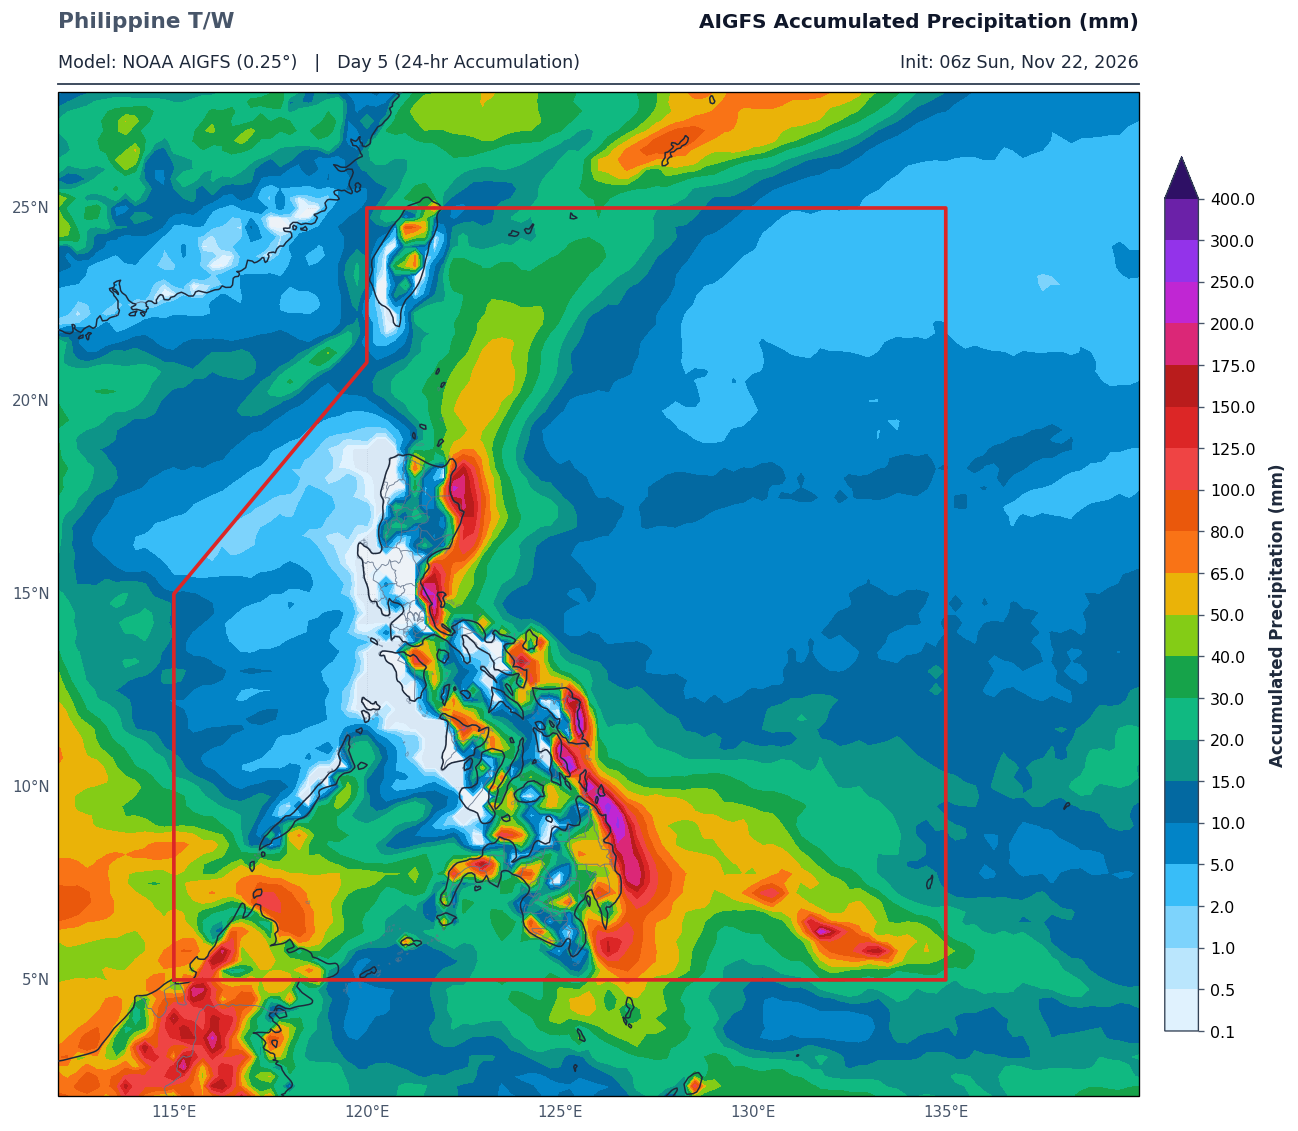 Philippine T/W
AIGFS Accumulated Precipitation (mm)
Model: NOAA AIGFS (0.25°)   |   Day 5 (24-hr Accumulation)
Init: 06z Sun, Nov 22, 2026
25°N
20°N
15°N
10°N
5°N
115°E
120°E
125°E
130°E
135°E
400.0
300.0
250.0
200.0
175.0
150.0
125.0
100.0
80.0
65.0
50.0
40.0
30.0
20.0
15.0
10.0
5.0
2.0
1.0
0.5
0.1
Accumulated Precipitation (mm)